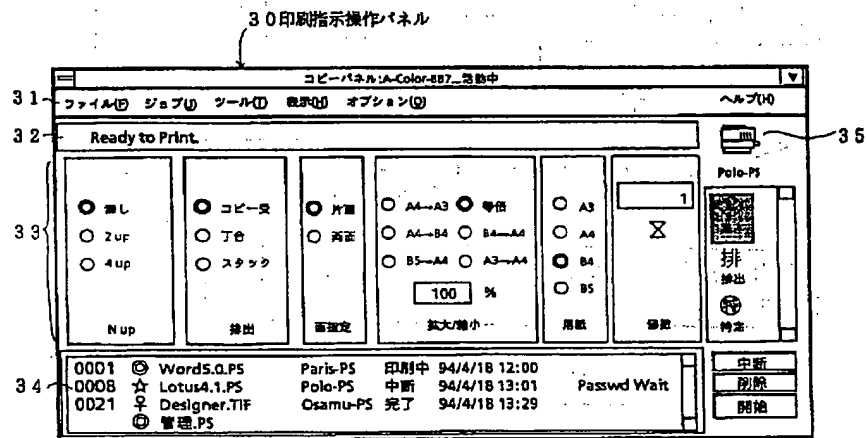 30印刷指示操作パネル
コピーパネル:A-Color-887_活動中
31 ファイル(F) ジョブ(J) ツール(T) 表示(H) オプション(O) ヘルプ(H)
32 Ready to Print.
35
Polo-PS
33
無し
2 up
4 up
N up
コピー受
丁合
スタック
排出
片面
両面
面指定
A4→A3 等倍
A4→B4 B4→A4
B5→A4 A3→A4
100 %
拡大/縮小
A3
A4
B4
B5
用紙
1
部数
排
排出
特
特定
34
0001 Word5.0.PS Paris-PS 印刷中 94/4/18 12:00
0008 ☆ Lotus4.1.PS Polo-PS 中断 94/4/18 13:01 Passwd Wait
0021 Designer.TIF Osamu-PS 完了 94/4/18 13:29
管理.PS
中断
削除
開始